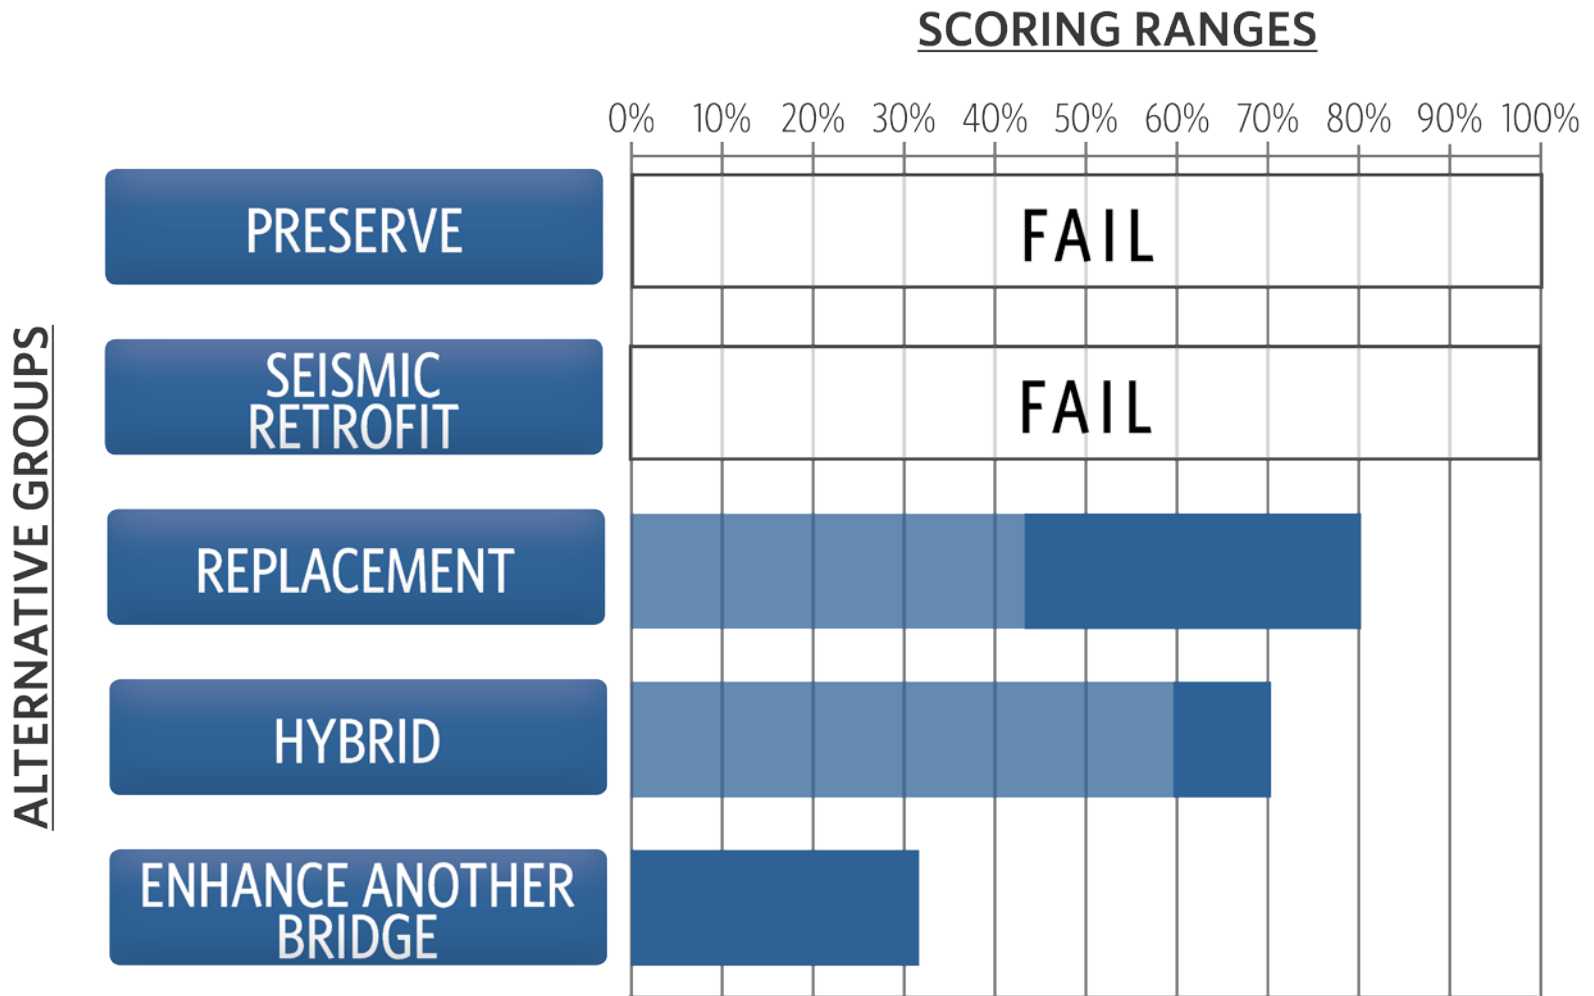 SCORING RANGES
0% 10% 20% 30% 40% 50% 60% 70% 80% 90% 100%
ALTERNATIVE GROUPS
PRESERVE
FAIL
SEISMIC
RETROFIT
FAIL
REPLACEMENT
HYBRID
ENHANCE ANOTHER
BRIDGE